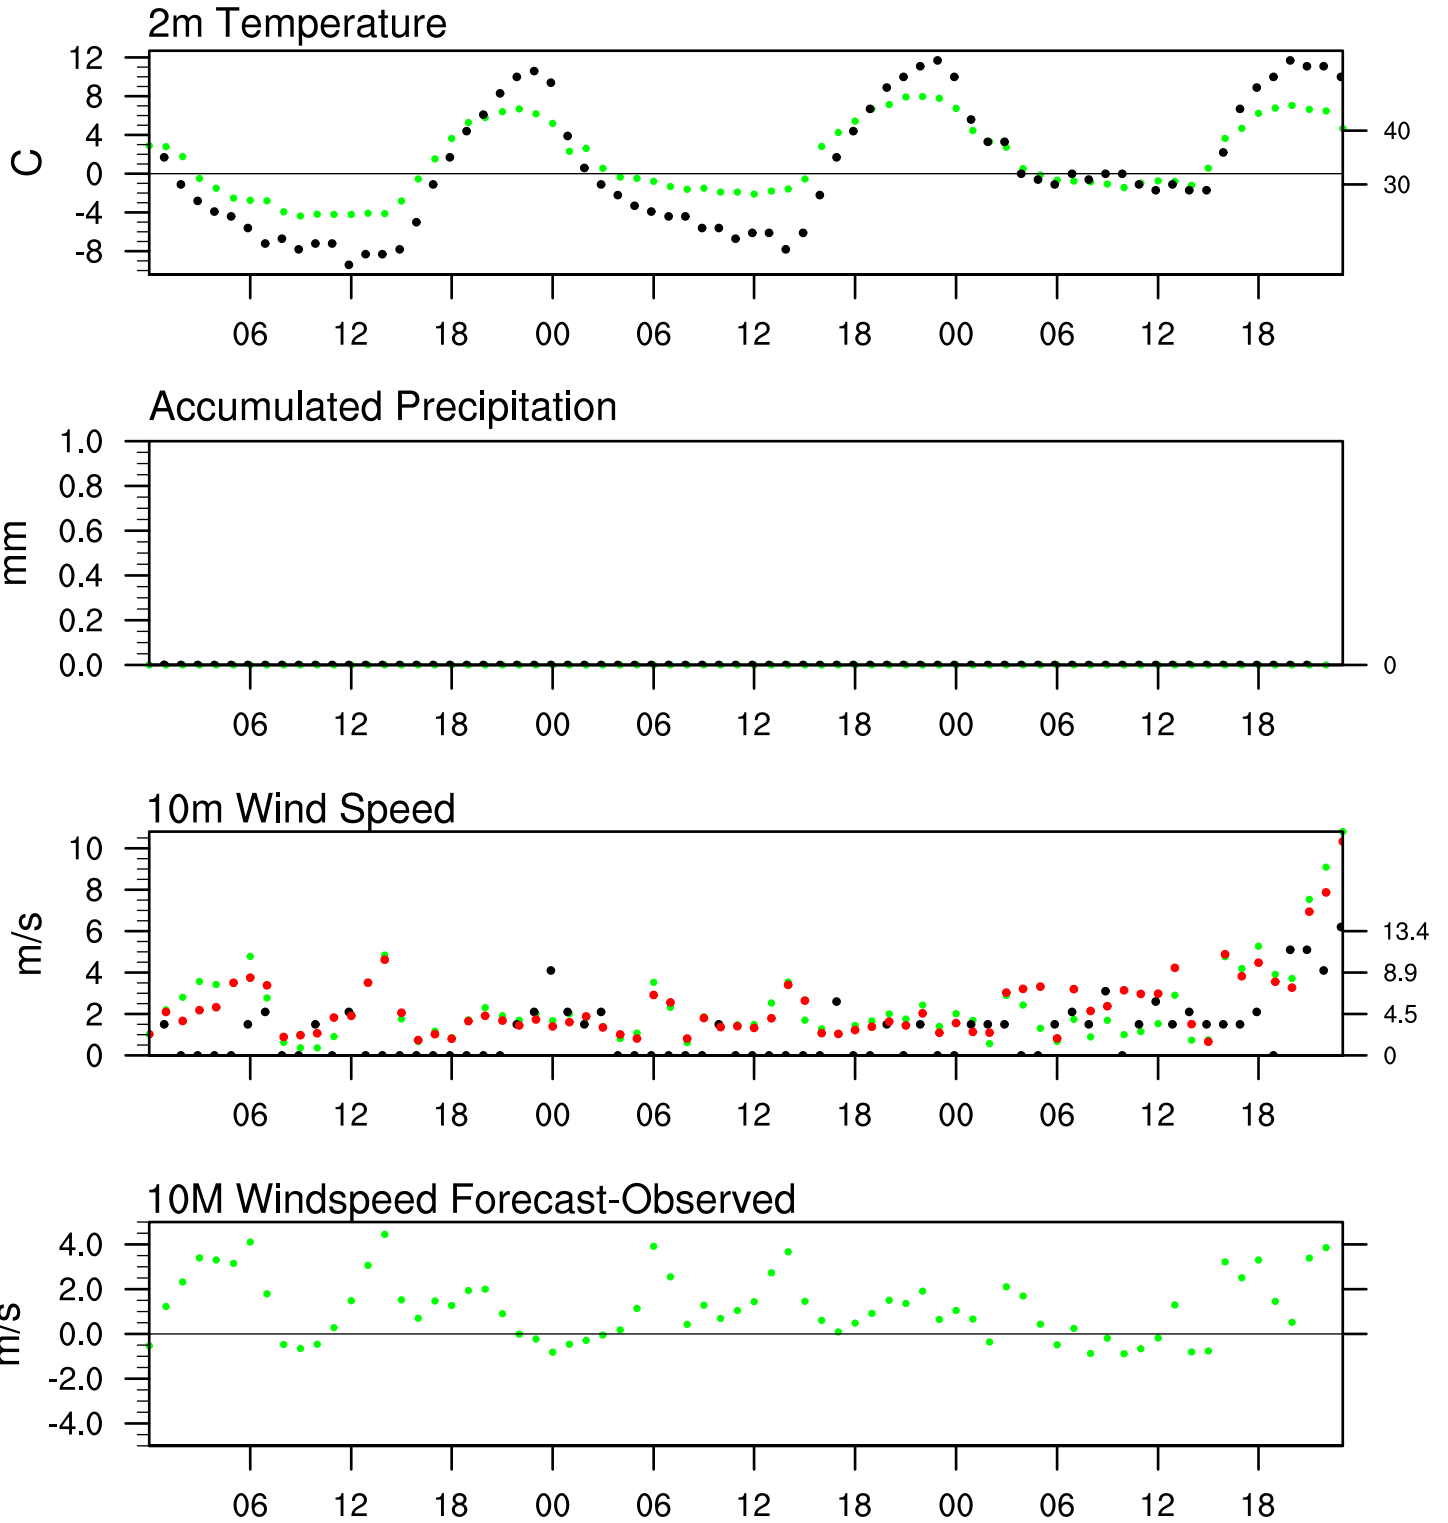 2m Temperature
12
8
4
0
-4
-8
C
40
30
06 12 18 00 06 12 18 00 06 12 18
Accumulated Precipitation
1.0
0.8
0.6
0.4
0.2
0.0
mm
0
06 12 18 00 06 12 18 00 06 12 18
10m Wind Speed
10
8
6
4
2
0
m/s
13.4
8.9
4.5
0
06 12 18 00 06 12 18 00 06 12 18
10M Windspeed Forecast-Observed
4.0
2.0
0.0
-2.0
-4.0
m/s
06 12 18 00 06 12 18 00 06 12 18